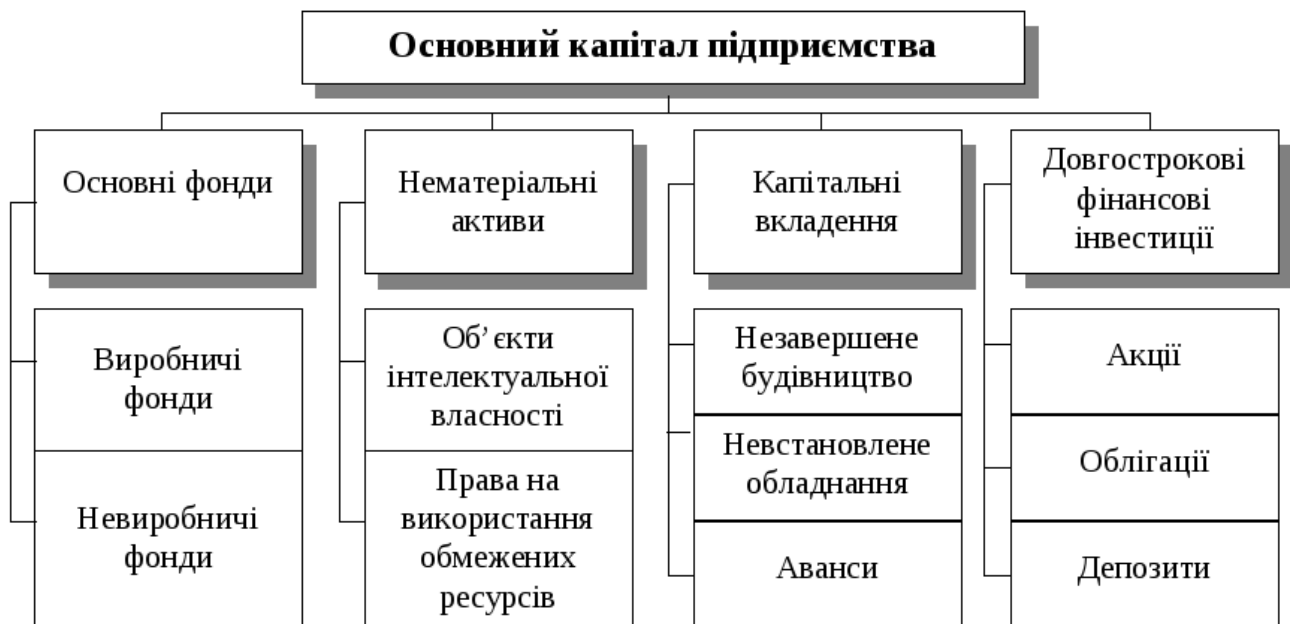 Основний капітал підприємства
Основні фонди
Виробничі
фонди
Невиробничі
фонди
Нематеріальні
активи
Об’єкти
інтелектуальної
власності
Права на
використання
обмежених
ресурсів
Капітальні
вкладення
Незавершене
будівництво
Невстановлене
обладнання
Аванси
Довгострокові
фінансові
інвестиції
Акції
Облігації
Депозити